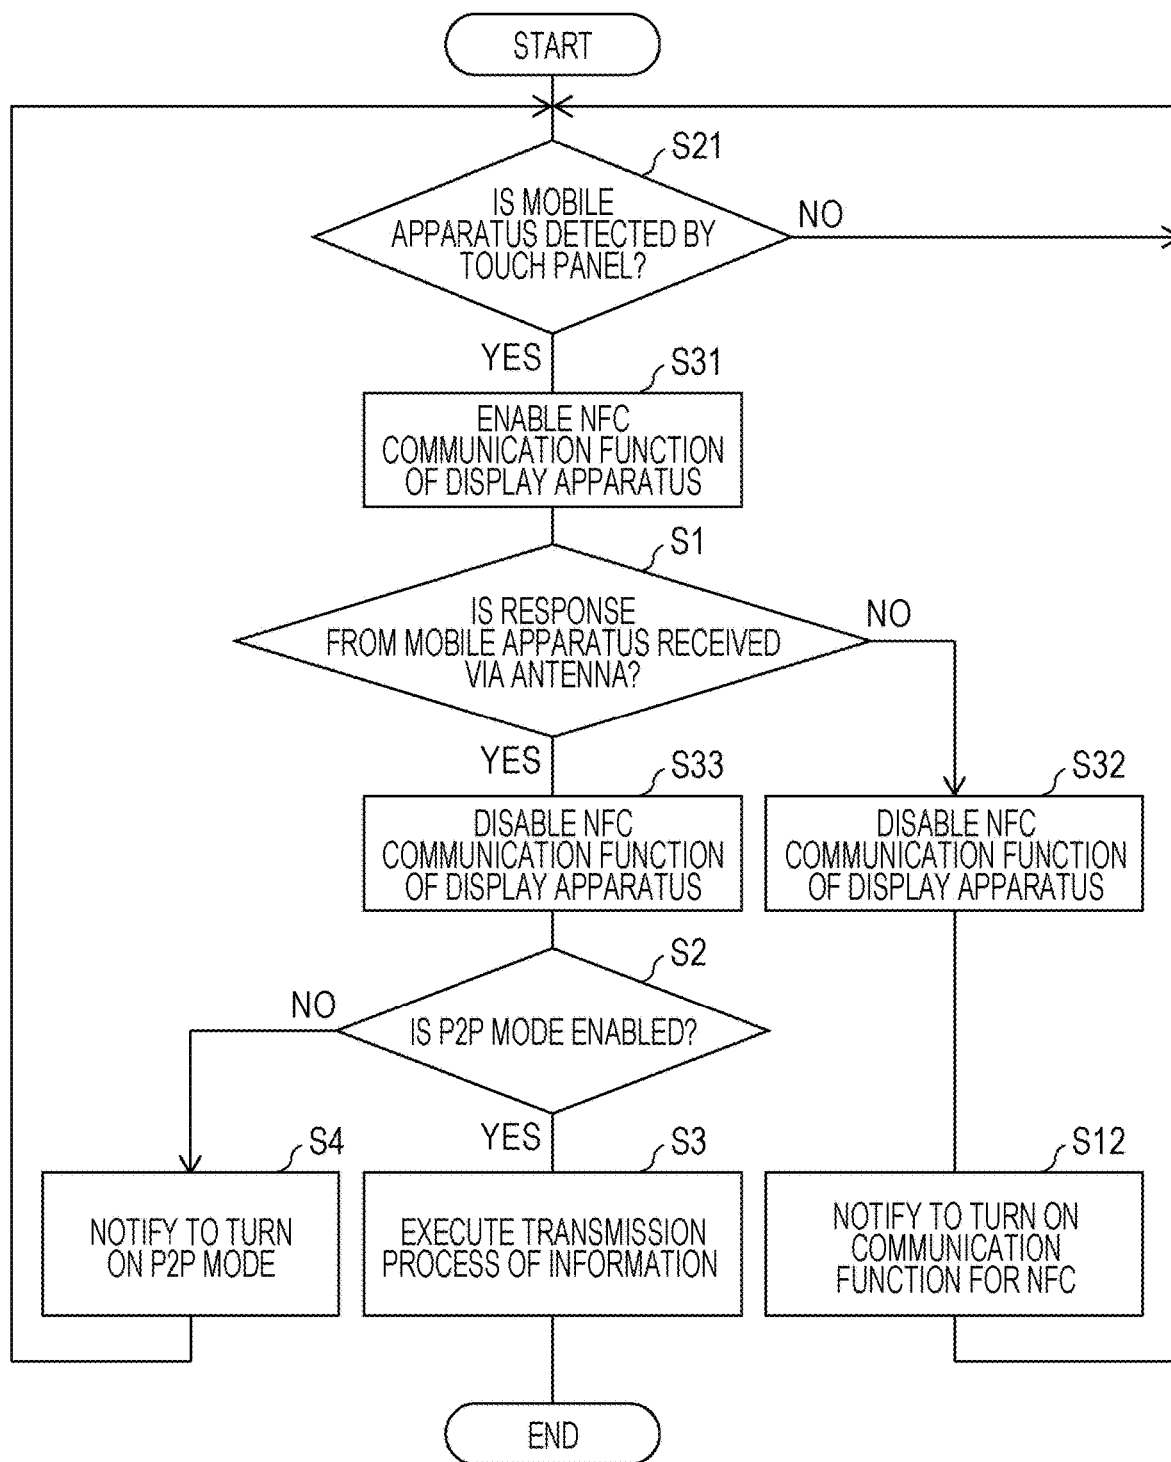 START
S21
IS MOBILE
APPARATUS DETECTED BY
TOUCH PANEL?
NO
YES
S31
ENABLE NFC
COMMUNICATION FUNCTION
OF DISPLAY APPARATUS
S1
IS RESPONSE
FROM MOBILE APPARATUS RECEIVED
VIA ANTENNA?
NO
YES
S33
DISABLE NFC
COMMUNICATION FUNCTION
OF DISPLAY APPARATUS
S32
DISABLE NFC
COMMUNICATION FUNCTION
OF DISPLAY APPARATUS
S2
IS P2P MODE ENABLED?
NO
YES
S4
NOTIFY TO TURN
ON P2P MODE
S3
EXECUTE TRANSMISSION
PROCESS OF INFORMATION
S12
NOTIFY TO TURN ON
COMMUNICATION
FUNCTION FOR NFC
END